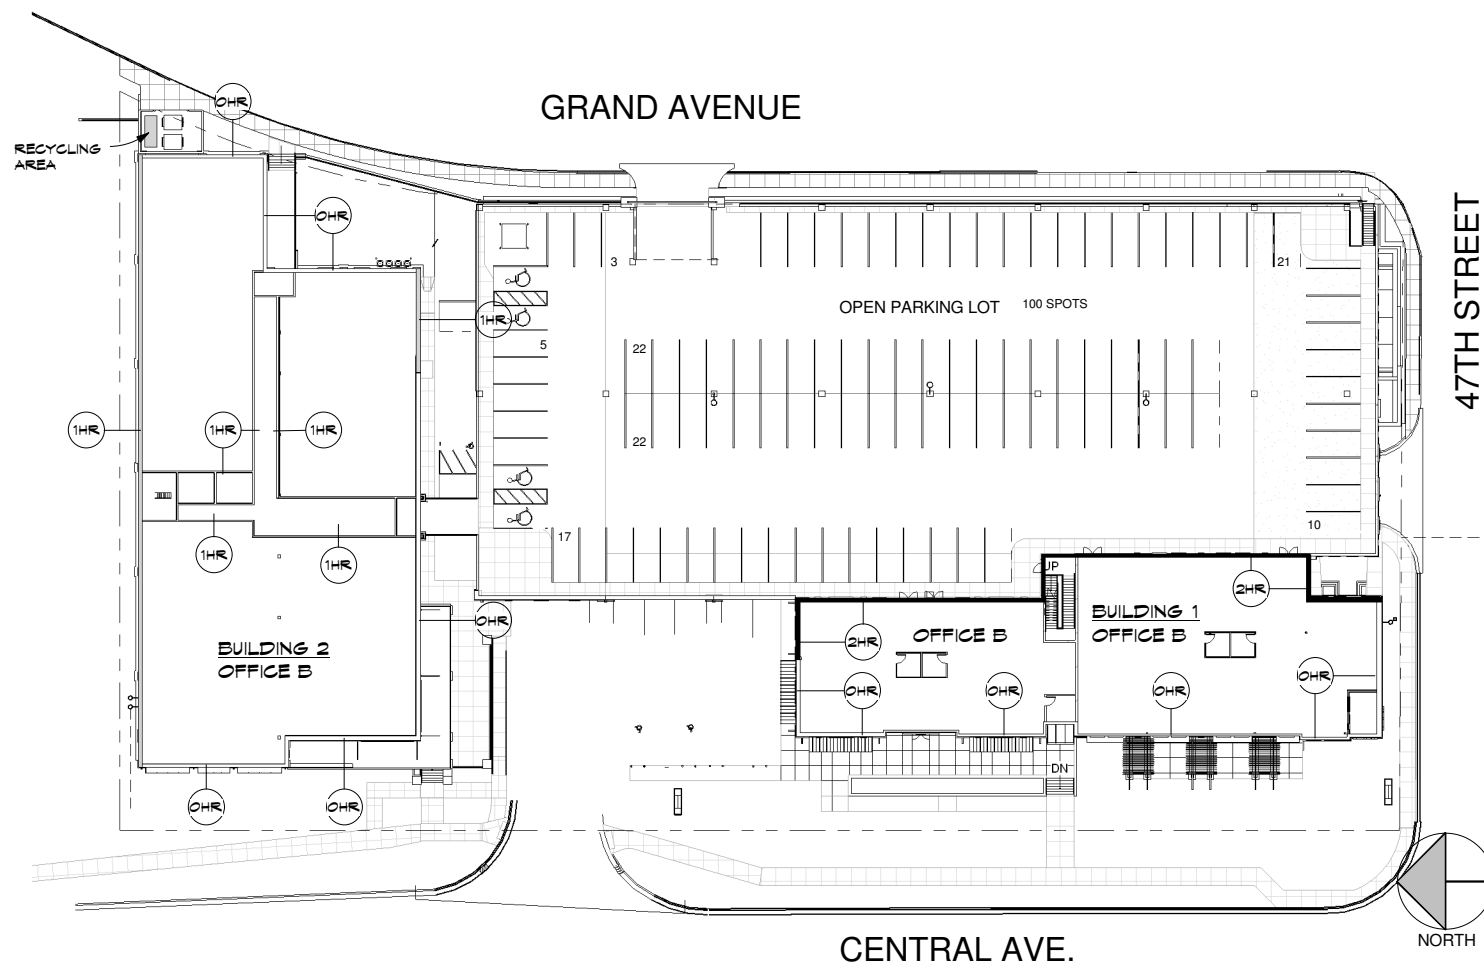 GRAND AVENUE
0HR
RECYCLING
AREA
47TH STREET
0HR
3
21
OPEN PARKING LOT 100 SPOTS
1HR
5
22
1HR
1HR
1HR
22
17
10
1HR
1HR
UP
2HR
0HR
BUILDING 2
OFFICE B
2HR
OFFICE B
BUILDING 1
OFFICE B
0HR
0HR
0HR
0HR
DN
0HR
0HR
CENTRAL AVE.
NORTH